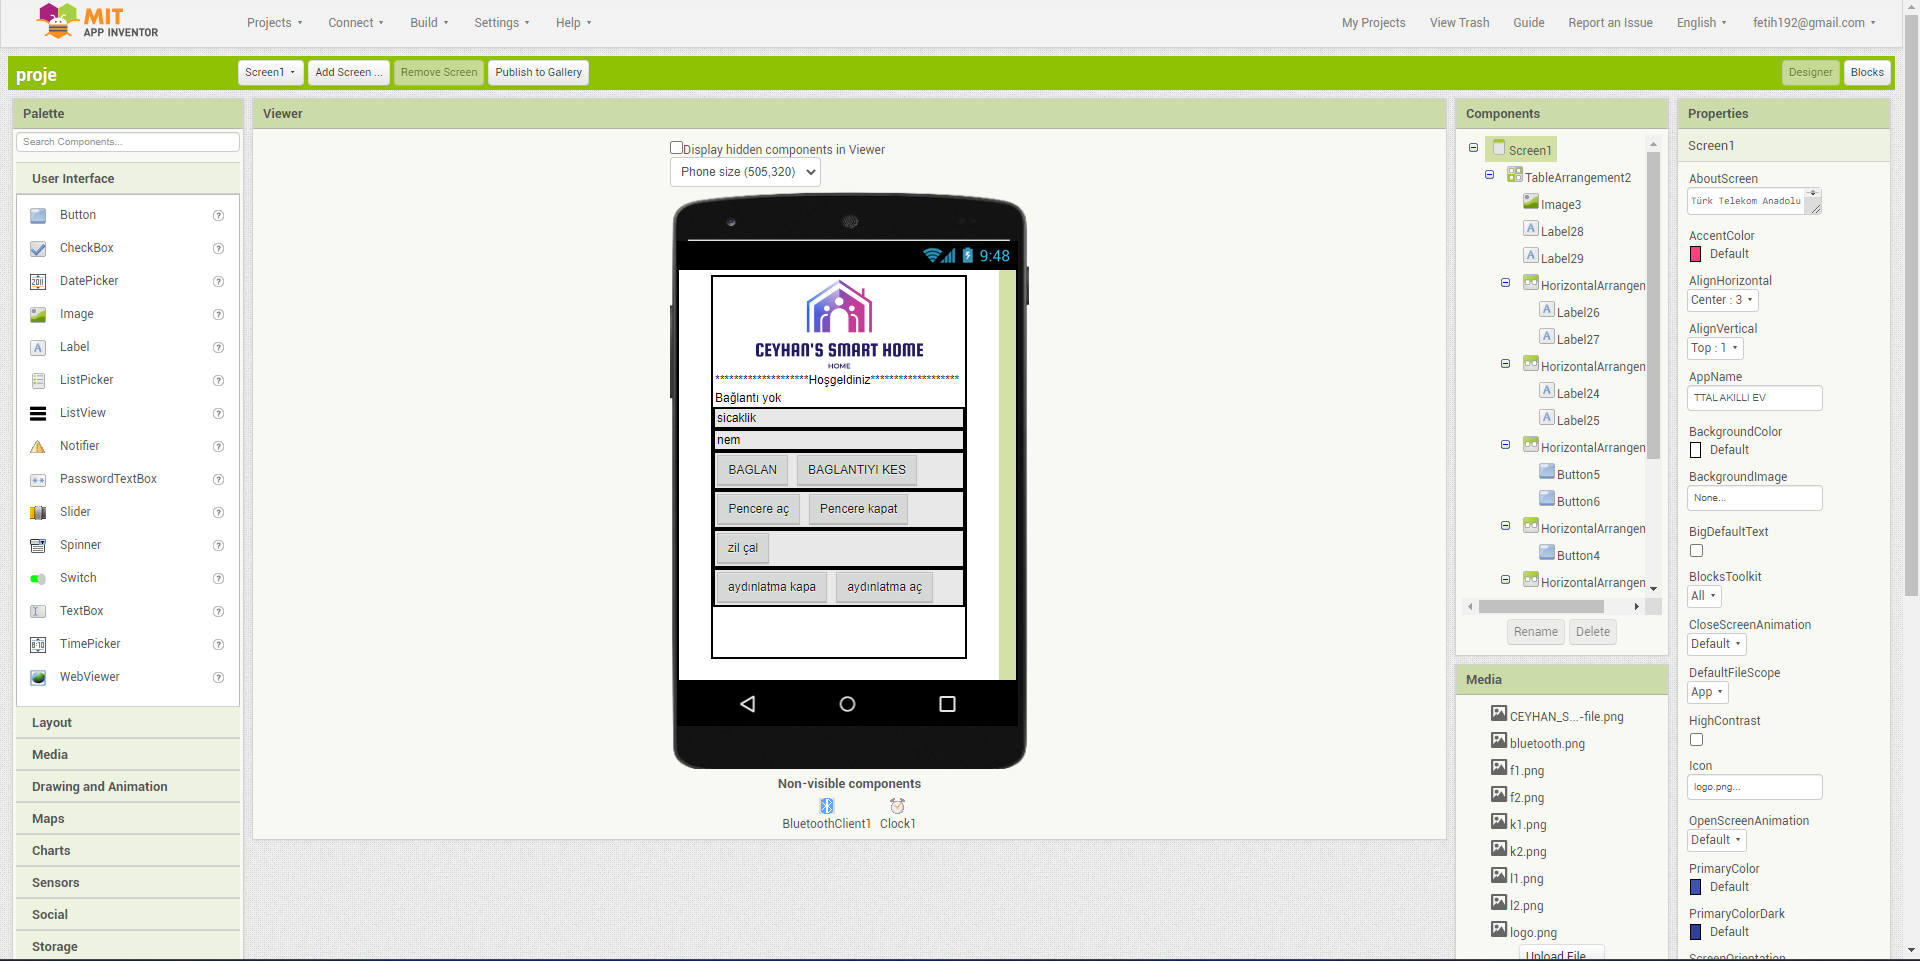 MIT
APP INVENTOR
Projects
Connect
Build
Settings
Help
My Projects
View Trash
Guide
Report an Issue
English
fetih192@gmail.com
proje
Screen1
Add Screen ...
Remove Screen
Publish to Gallery
Designer
Blocks
Palette
Search Components...
User Interface
Button
CheckBox
DatePicker
Image
Label
ListPicker
ListView
Notifier
PasswordTextBox
Slider
Spinner
Switch
TextBox
TimePicker
WebViewer
Layout
Media
Drawing and Animation
Maps
Charts
Sensors
Social
Storage
Viewer
Display hidden components in Viewer
Phone size (505,320)
9:48
CEYHAN'S SMART HOME
HOME
********************Hoşgeldiniz*******************
Bağlantı yok
sicaklik
nem
BAGLAN
BAGLANTIYI KES
Pencere aç
Pencere kapat
zil çal
aydınlatma kapa
aydınlatma aç
Non-visible components
BluetoothClient1
Clock1
Components
Screen1
TableArrangement2
Image3
Label28
Label29
HorizontalArrangen
Label26
Label27
HorizontalArrangen
Label24
Label25
HorizontalArrangen
Button5
Button6
HorizontalArrangen
Button4
HorizontalArrangen
Rename
Delete
Media
CEYHAN_S...-file.png
bluetooth.png
f1.png
f2.png
k1.png
k2.png
l1.png
l2.png
logo.png
Upload File
Properties
Screen1
AboutScreen
Türk Telekom Anadolu
AccentColor
Default
AlignHorizontal
Center : 3
AlignVertical
Top : 1
AppName
TTAL AKILLI EV
BackgroundColor
Default
BackgroundImage
None...
BigDefaultText
BlocksToolkit
All
CloseScreenAnimation
Default
DefaultFileScope
App
HighContrast
Icon
logo.png...
OpenScreenAnimation
Default
PrimaryColor
Default
PrimaryColorDark
Default
ScreenOrientation